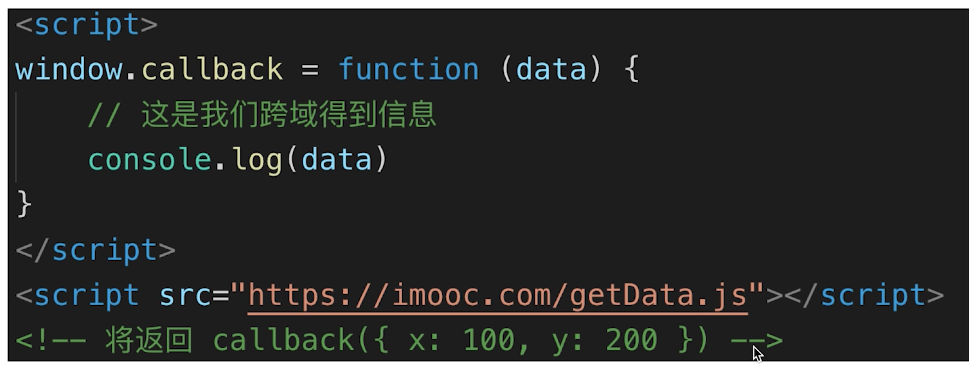 <script>
window.callback = function (data) {
    // 这是我们跨域得到信息
    console.log(data)
}
</script>
<script src="https://imooc.com/getData.js"></script>
<!-- 将返回 callback({ x: 100, y: 200 }) -->